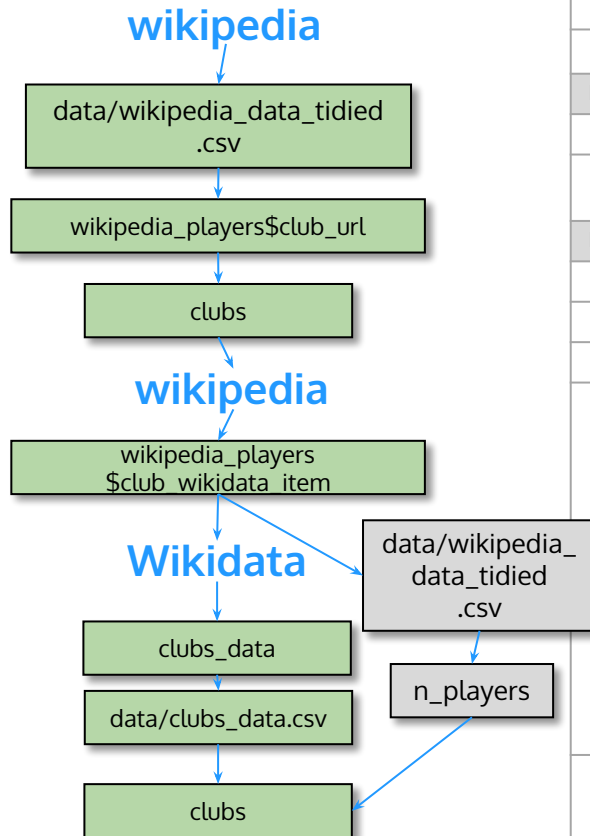 wikipedia
data/wikipedia_data_tidied
.csv
wikipedia_players$club_url
clubs
wikipedia
wikipedia_players
$club_wikidata_item
Wikidata
data/wikipedia_
data_tidied
.csv
clubs_data
n_players
data/clubs_data.csv
clubs